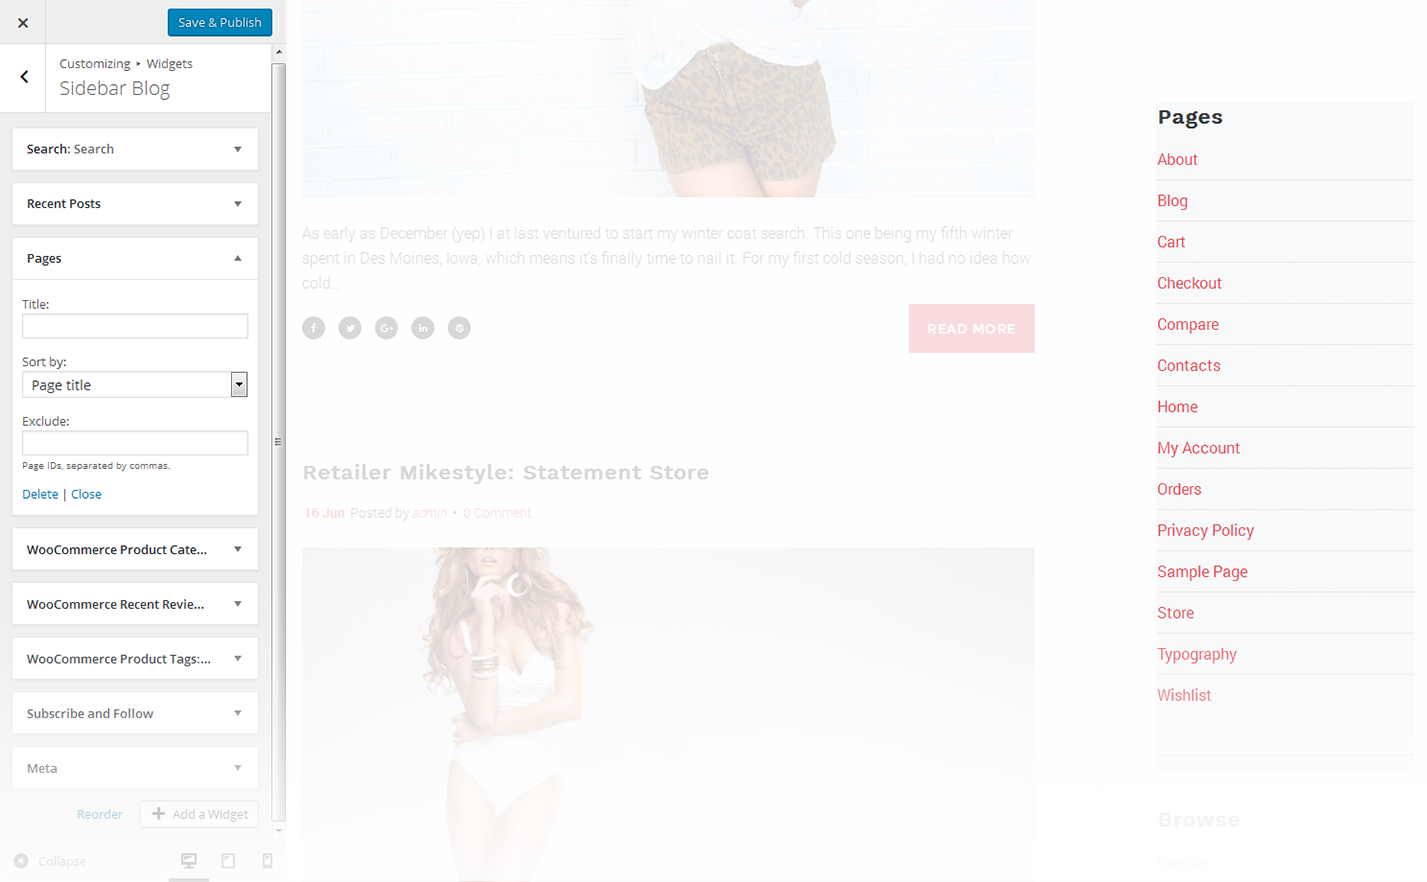 Save & Publish
Customizing ▸ Widgets
Sidebar Blog
Search: Search
Recent Posts
Pages
Title:
Sort by:
Page title
Exclude:
Page IDs, separated by commas.
Delete | Close
WooCommerce Product Cate...
WooCommerce Recent Revie...
WooCommerce Product Tags:...
Subscribe and Follow
Meta
Reorder
Add a Widget
Collapse
As early as December (yep) I at last ventured to start my winter coat search. This one being my fifth winter
spent in Des Moines, Iowa, which means it's finally time to nail it. For my first cold season, I had no idea how
cold...
READ MORE
Retailer Mikestyle: Statement Store
16 Jun Posted by admin • 0 Comment
Pages
About
Blog
Cart
Checkout
Compare
Contacts
Home
My Account
Orders
Privacy Policy
Sample Page
Store
Typography
Wishlist
Browse